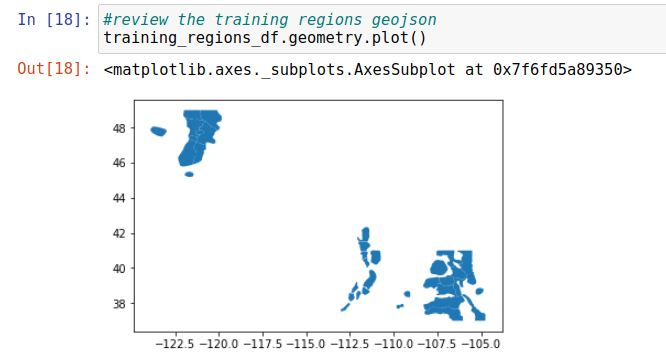 In [18]: #review the training regions geojson
training_regions_df.geometry.plot()
Out[18]: <matplotlib.axes._subplots.AxesSubplot at 0x7f6fd5a89350>
48
46
44
42
40
38
−122.5 −120.0 −117.5 −115.0 −112.5 −110.0 −107.5 −105.0